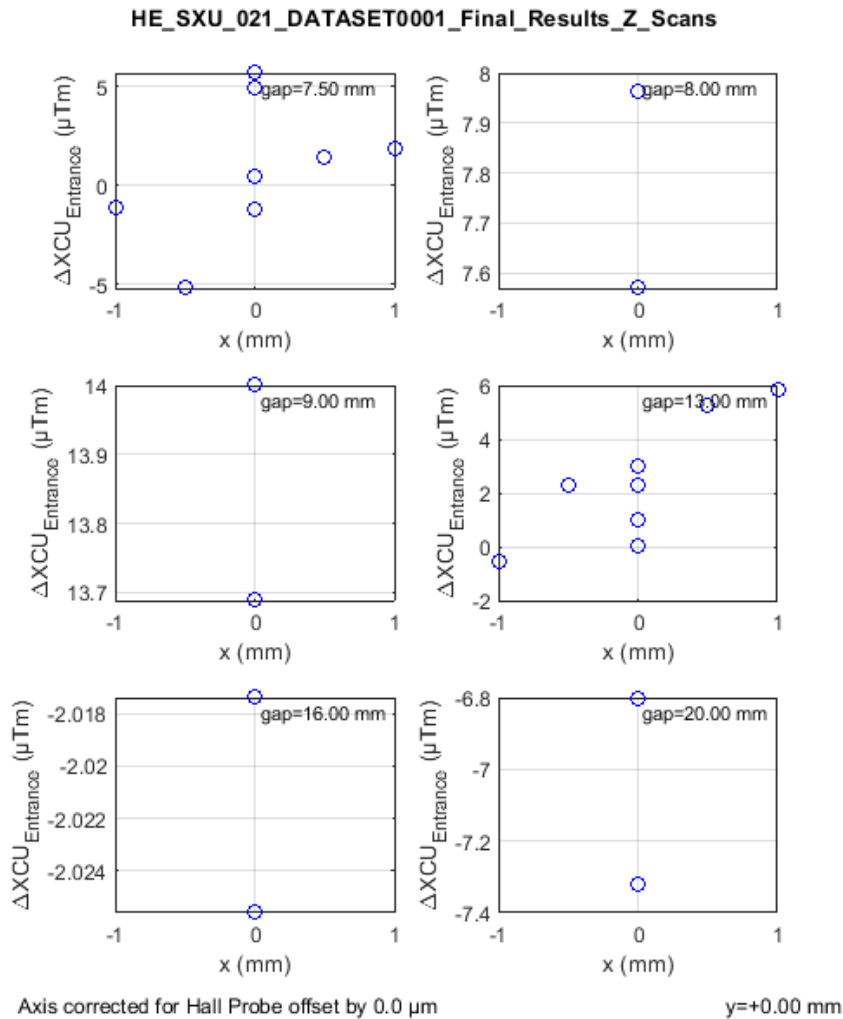 HE_SXU_021_DATASET0001_Final_Results_Z_Scans
5
0
-5
ΔXCU_Entrance (µTm)
gap=7.50 mm
-1 0 1
x (mm)
8
7.9
7.8
7.7
7.6
ΔXCU_Entrance (µTm)
gap=8.00 mm
-1 0 1
x (mm)
14
13.9
13.8
13.7
ΔXCU_Entrance (µTm)
gap=9.00 mm
-1 0 1
x (mm)
6
4
2
0
-2
ΔXCU_Entrance (µTm)
gap=13.00 mm
-1 0 1
x (mm)
-2.018
-2.02
-2.022
-2.024
ΔXCU_Entrance (µTm)
gap=16.00 mm
-1 0 1
x (mm)
-6.8
-7
-7.2
-7.4
ΔXCU_Entrance (µTm)
gap=20.00 mm
-1 0 1
x (mm)
Axis corrected for Hall Probe offset by 0.0 µm
y=+0.00 mm